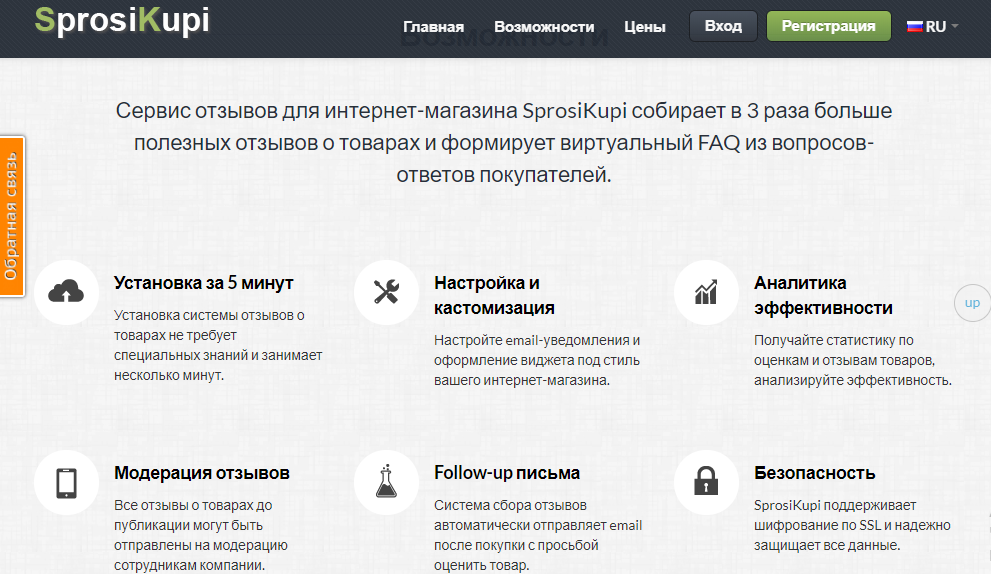 SprosiKupi
Главная Возможности Цены Вход Регистрация RU
Возможности
Сервис отзывов для интернет-магазина SprosiKupi собирает в 3 раза больше
полезных отзывов о товарах и формирует виртуальный FAQ из вопросов-
ответов покупателей.
Обратная связь
Установка за 5 минут
Установка системы отзывов о
товарах не требует
специальных знаний и занимает
несколько минут.
Настройка и
кастомизация
Настройте email-уведомления и
оформление виджета под стиль
вашего интернет-магазина.
Аналитика
эффективности
Получайте статистику по
оценкам и отзывам товаров,
анализируйте эффективность.
up
Модерация отзывов
Все отзывы о товарах до
публикации могут быть
отправлены на модерацию
сотрудникам компании.
Follow-up письма
Система сбора отзывов
автоматически отправляет email
после покупки с просьбой
оценить товар.
Безопасность
SprosiKupi поддерживает
шифрование по SSL и надежно
защищает все данные.